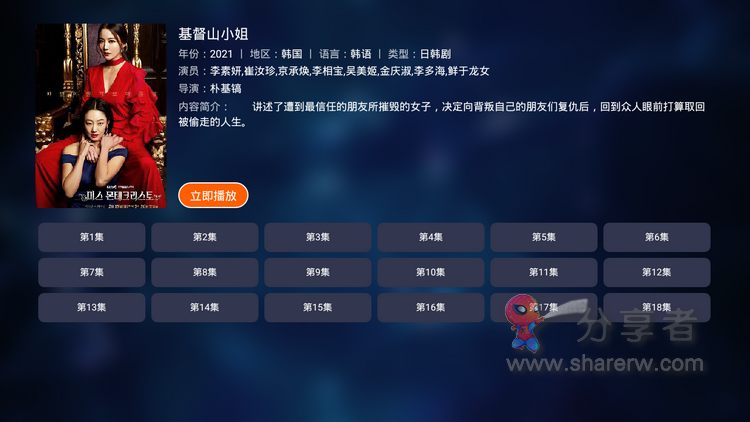 基督山小姐
年份：2021 | 地区：韩国 | 语言：韩语 | 类型：日韩剧
演员：李素妍,崔汝珍,京承焕,李相宝,吴美姬,金庆淑,李多海,鲜于龙女
导演：朴基镐
内容简介： 讲述了遭到最信任的朋友所摧毁的女子，决定向背叛自己的朋友们复仇后，回到众人眼前打算取回
被偷走的人生。
미스 몬테크리스토
立即播放
第1集 第2集 第3集 第4集 第5集 第6集
第7集 第8集 第9集 第10集 第11集 第12集
第13集 第14集 第15集 第16集 第17集 第18集
分享者
www.sharerw.com